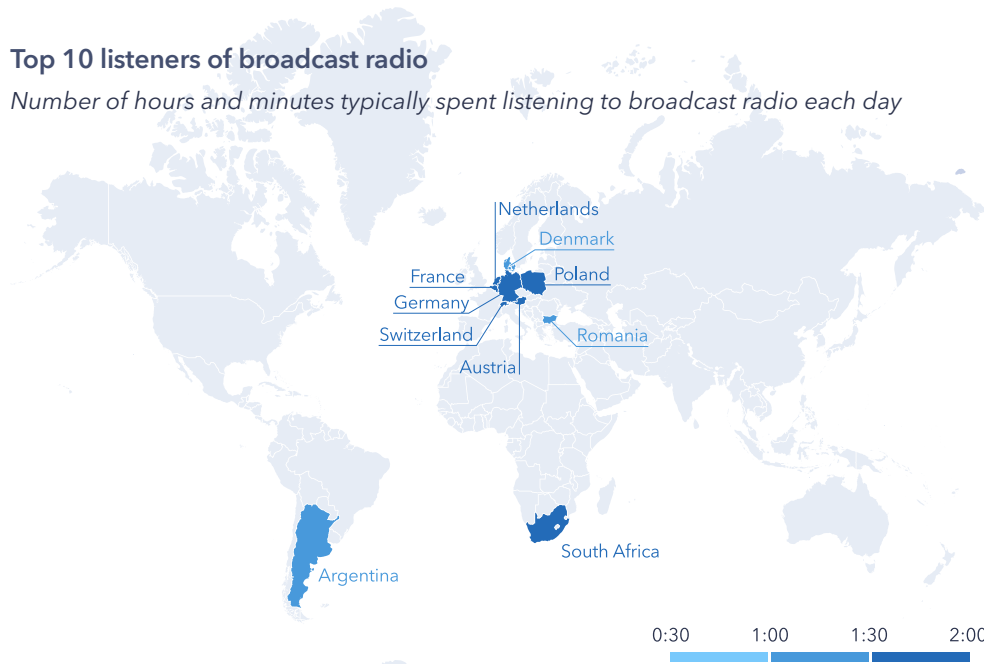 Top 10 listeners of broadcast radio
Number of hours and minutes typically spent listening to broadcast radio each day
Netherlands
Denmark
France
Poland
Germany
Switzerland
Romania
Austria
South Africa
Argentina
0:30 1:00 1:30 2:00